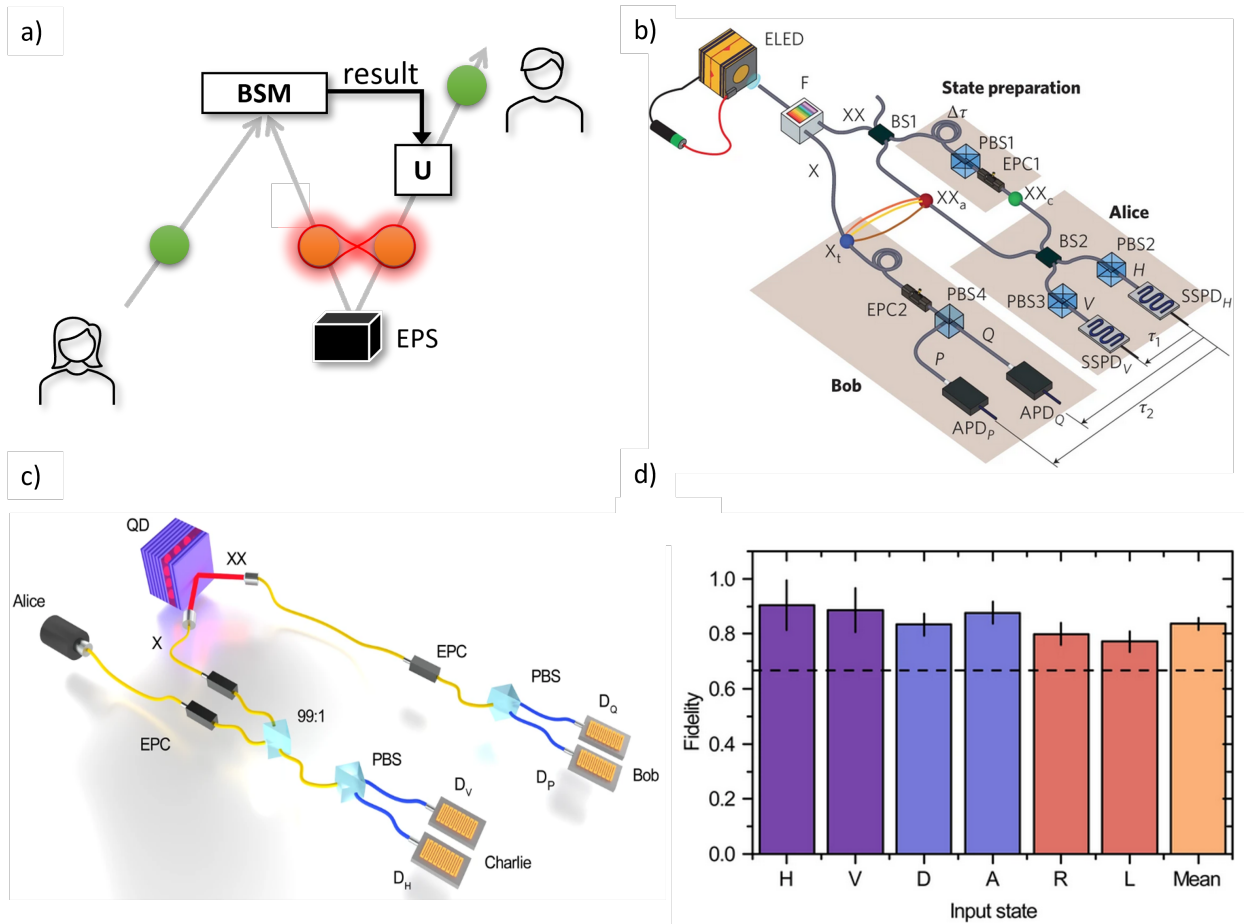 a)
result
BSM
U
EPS
b)
ELED
F
XX
BS1
State preparation
Δτ
PBS1
EPC1
X
XX_a
XX_c
Alice
X_t
BS2
PBS2
H
EPC2
PBS4
PBS3
V
SSPD_H
Q
τ_1
SSPD_V
P
Bob
τ_2
APD_Q
APD_P
c)
QD
XX
Alice
X
EPC
PBS
99:1
D_Q
EPC
PBS
D_P
Bob
D_V
Charlie
D_H
d)
1.0
0.8
0.6
0.4
0.2
0.0
Fidelity
H V D A R L Mean
Input state